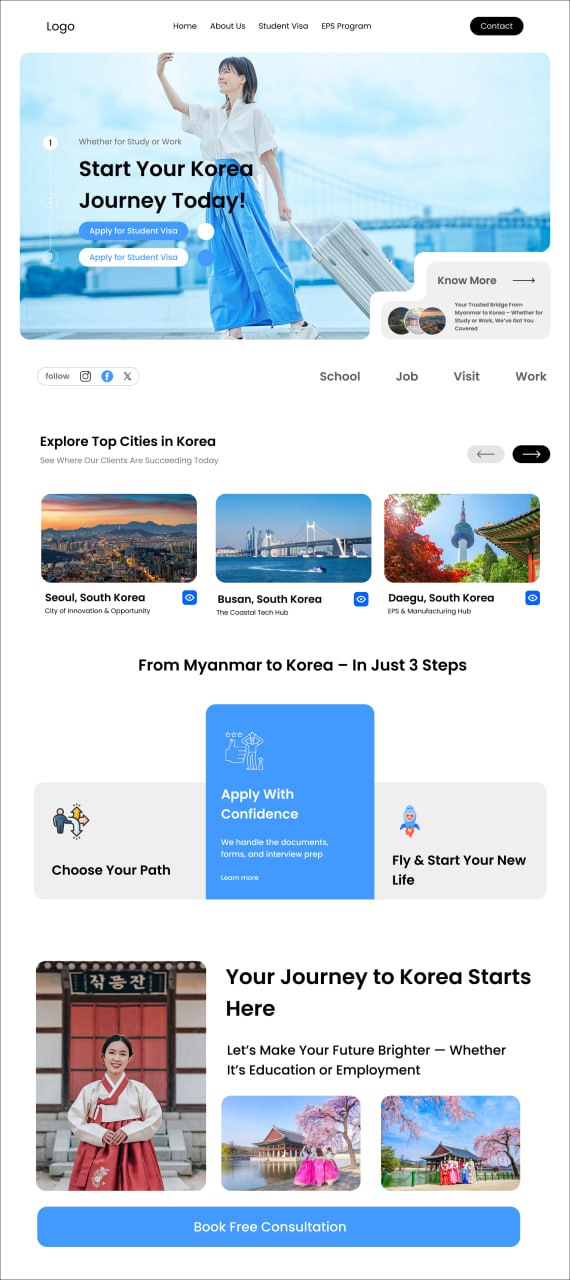 Logo
Home About Us Student Visa EPS Program
Contact
1
Whether for Study or Work
Start Your Korea
2
Journey Today!
Apply for Student Visa
3
Apply for Student Visa
Know More
Your Trusted Bridge From
Myanmar to Korea – Whether for
Study or Work, We've Got You
Covered
follow
School Job Visit Work
Explore Top Cities in Korea
See Where Our Clients Are Succeeding Today
Seoul, South Korea
City of Innovation & Opportunity
Busan, South Korea
The Coastal Tech Hub
Daegu, South Korea
EPS & Manufacturing Hub
From Myanmar to Korea – In Just 3 Steps
Choose Your Path
Apply With
Confidence
We handle the documents,
forms, and interview prep
Learn more
Fly & Start Your New
Life
Your Journey to Korea Starts
Here
Let's Make Your Future Brighter — Whether
It's Education or Employment
Book Free Consultation